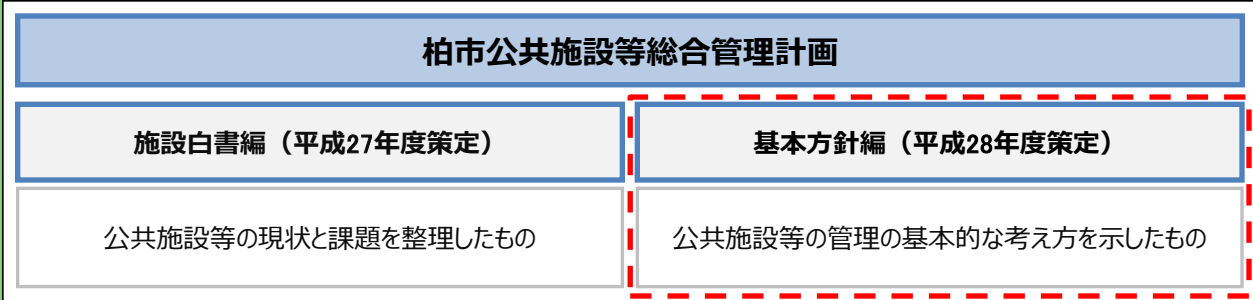 柏市公共施設等総合管理計画
施設白書編（平成27年度策定）
基本方針編（平成28年度策定）
公共施設等の現状と課題を整理したもの
公共施設等の管理の基本的な考え方を示したもの